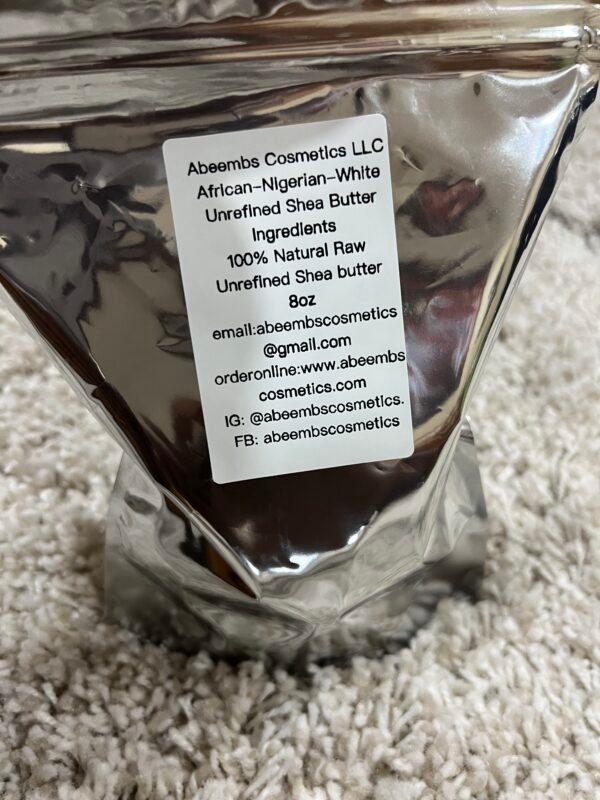 Abeembs Cosmetics LLC
African-Nigerian-White
Unrefined Shea Butter
Ingredients
100% Natural Raw
Unrefined Shea butter
8oz
email:abeembscosmetics
@gmail.com
orderonline:www.abeembs
cosmetics.com
IG: @abeembscosmetics.
FB: abeembscosmetics